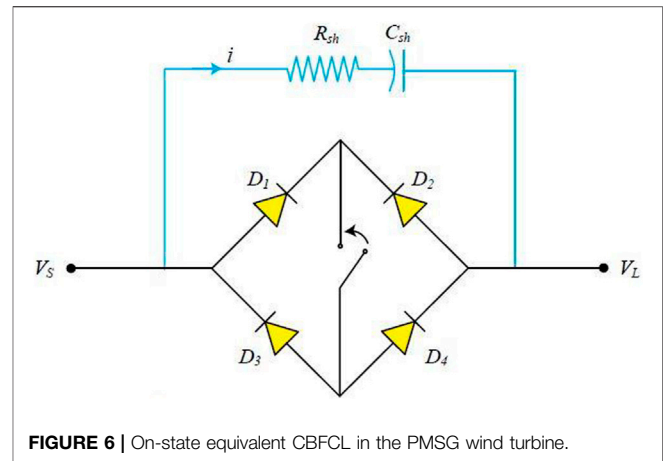 R_sh
C_sh
i
D_1
D_2
V_S
V_L
D_3
D_4
FIGURE 6 | On-state equivalent CBFCL in the PMSG wind turbine.